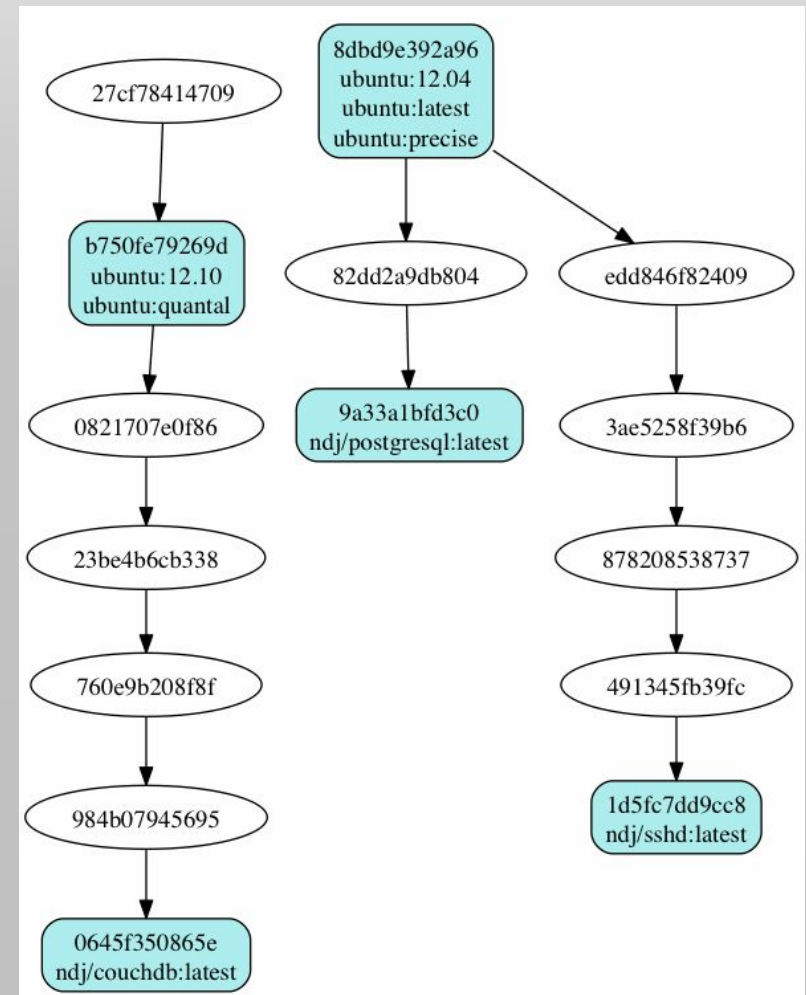 27cf78414709
8dbd9e392a96
ubuntu:12.04
ubuntu:latest
ubuntu:precise
b750fe79269d
ubuntu:12.10
ubuntu:quantal
82dd2a9db804
edd846f82409
0821707e0f86
9a33a1bfd3c0
ndj/postgresql:latest
3ae5258f39b6
23be4b6cb338
878208538737
760e9b208f8f
491345fb39fc
984b07945695
1d5fc7dd9cc8
ndj/sshd:latest
0645f350865e
ndj/couchdb:latest